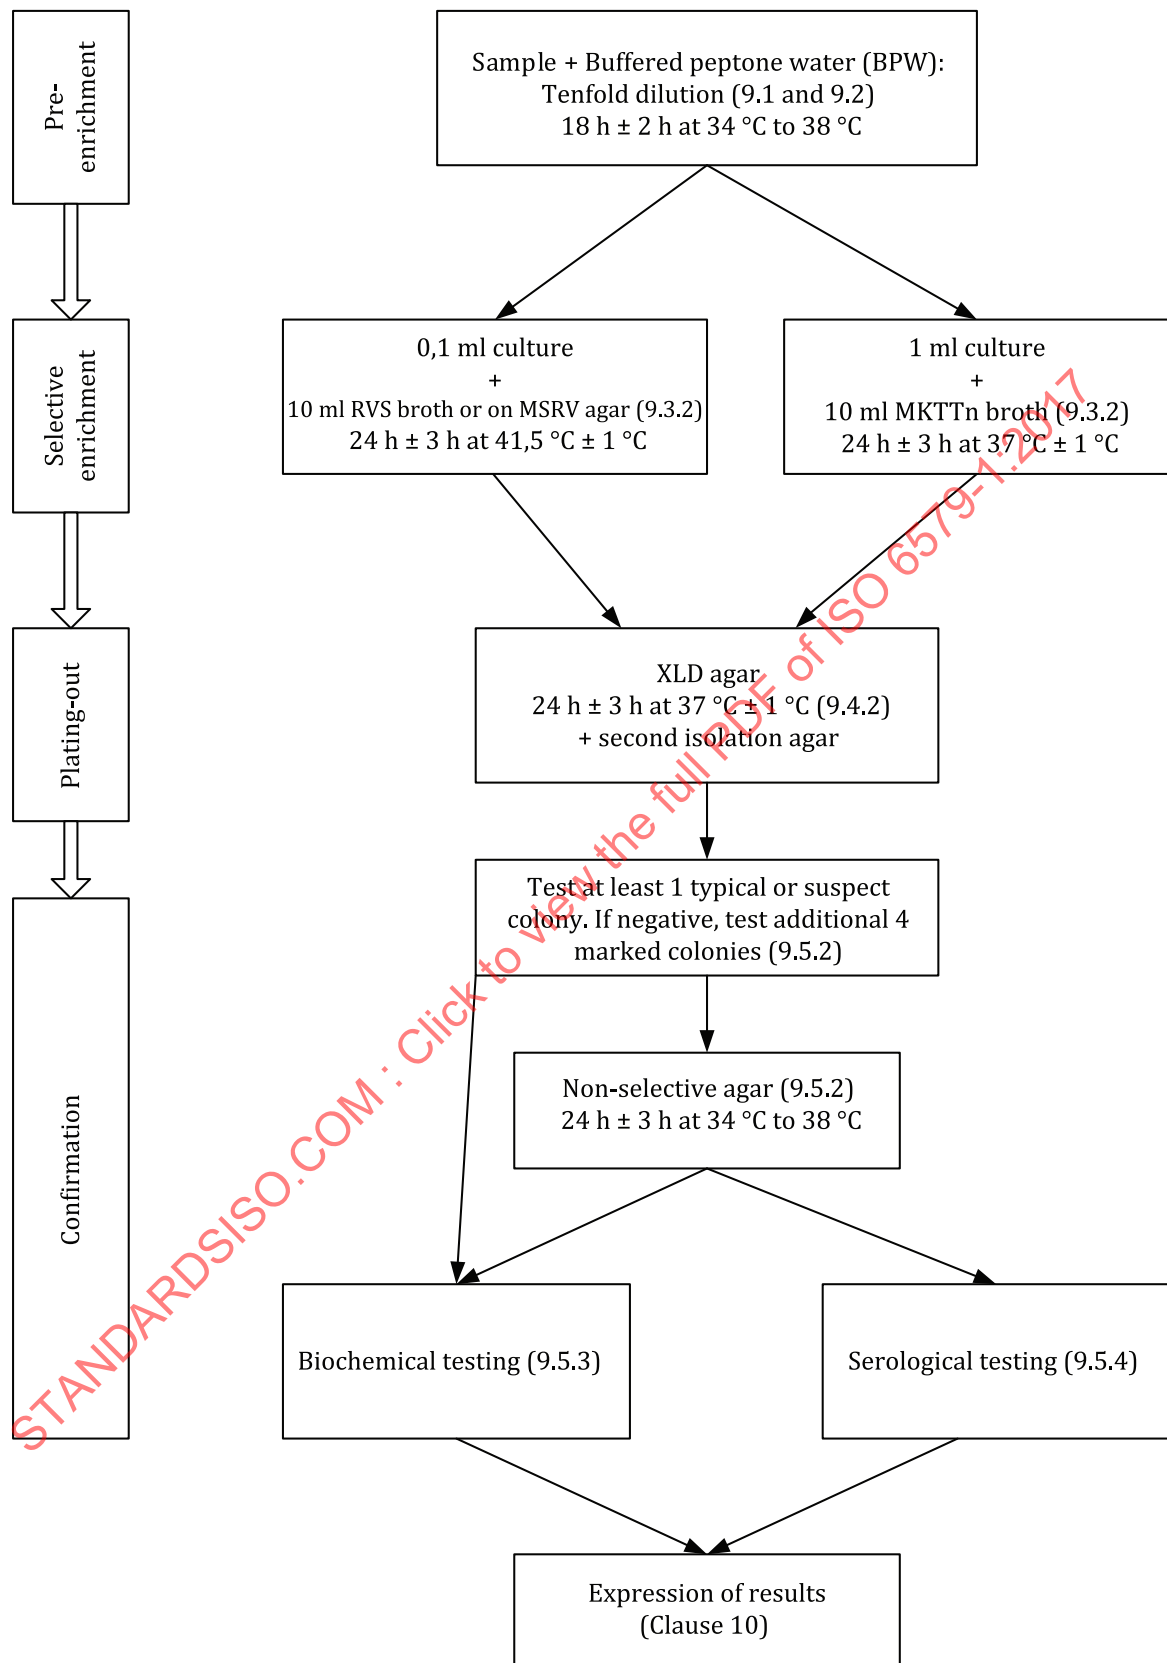 Pre-
enrichment
Sample + Buffered peptone water (BPW):
Tenfold dilution (9.1 and 9.2)
18 h ± 2 h at 34 °C to 38 °C
Selective
enrichment
0,1 ml culture
+
10 ml RVS broth or on MSRV agar (9.3.2)
24 h ± 3 h at 41,5 °C ± 1 °C
1 ml culture
+
10 ml MKTTn broth (9.3.2)
24 h ± 3 h at 37 °C ± 1 °C
Plating-out
XLD agar
24 h ± 3 h at 37 °C ± 1 °C (9.4.2)
+ second isolation agar
Confirmation
Test at least 1 typical or suspect
colony. If negative, test additional 4
marked colonies (9.5.2)
Non-selective agar (9.5.2)
24 h ± 3 h at 34 °C to 38 °C
Biochemical testing (9.5.3)
Serological testing (9.5.4)
Expression of results
(Clause 10)
STANDARDSISO.COM : Click to view the full PDF of ISO 6579-1:2017